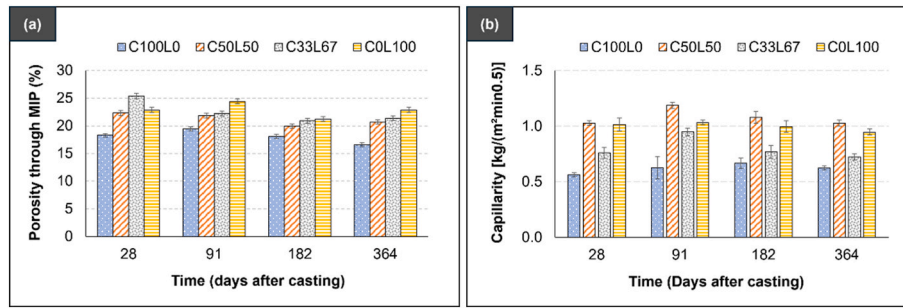 (a)
C100L0 C50L50 C33L67 C0L100
Porosity through MIP (%)
30
25
20
15
10
5
0
28 91 182 364
Time (days after casting)
(b)
C100L0 C50L50 C33L67 C0L100
Capillarity [kg/(m²min0.5)]
1.5
1.0
0.5
0.0
28 91 182 364
Time (Days after casting)